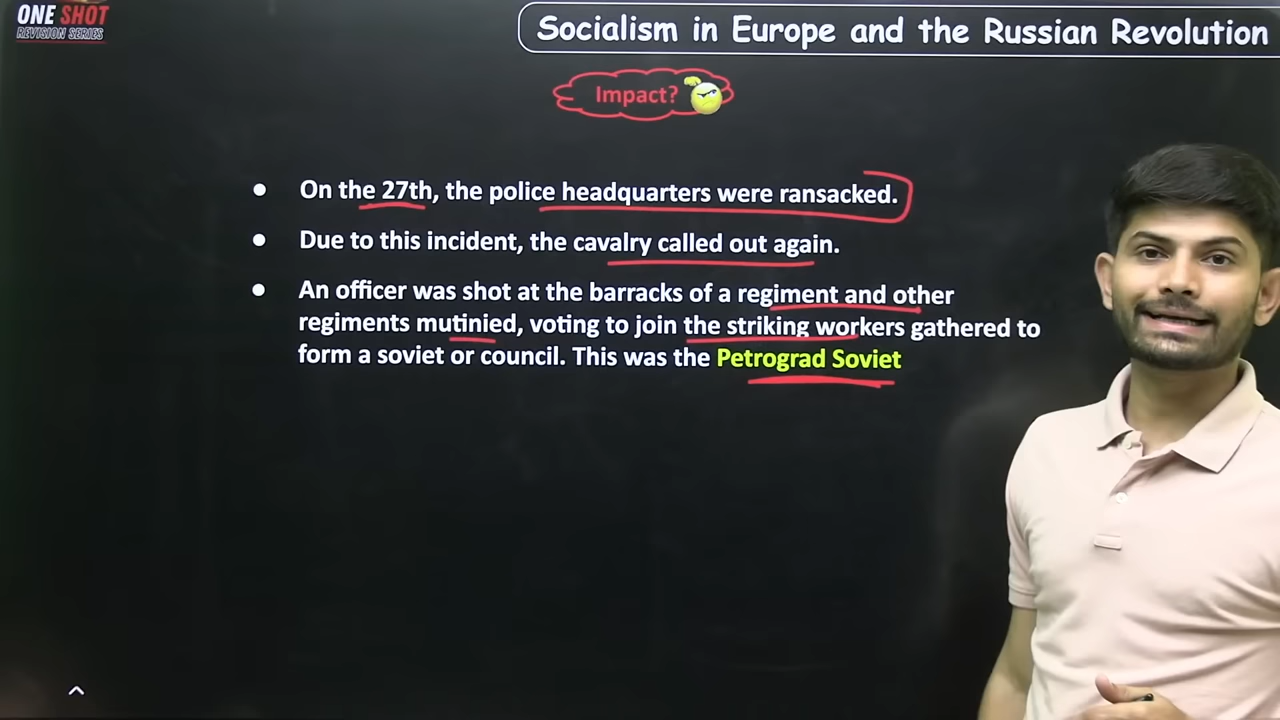 ONE SHOT
REVISION SERIES
Socialism in Europe and the Russian Revolution
Impact?
● On the 27th, the police headquarters were ransacked.
● Due to this incident, the cavalry called out again.
● An officer was shot at the barracks of a regiment and other
regiments mutinied, voting to join the striking workers gathered to
form a soviet or council. This was the Petrograd Soviet